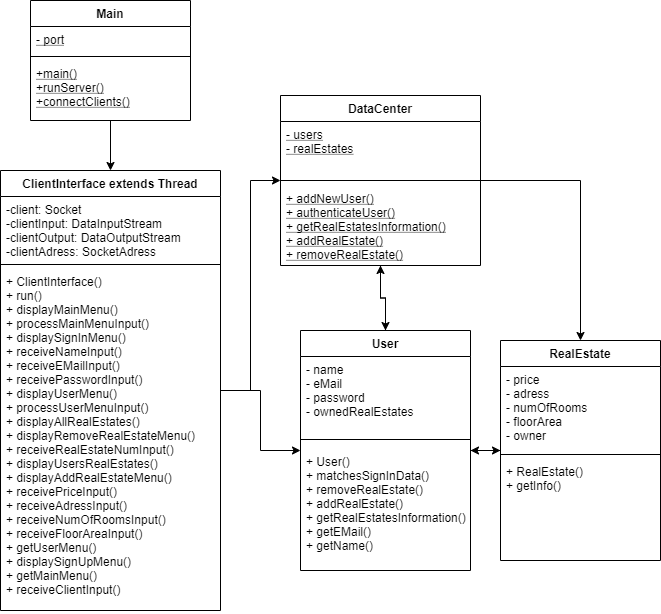 Main
- port
+main()
+runServer()
+connectClients()
ClientInterface extends Thread
-client: Socket
-clientInput: DataInputStream
-clientOutput: DataOutputStream
-clientAdress: SocketAdress
+ ClientInterface()
+ run()
+ displayMainMenu()
+ processMainMenuInput()
+ displaySignInMenu()
+ receiveNameInput()
+ receiveEMailInput()
+ receivePasswordInput()
+ displayUserMenu()
+ processUserMenuInput()
+ displayAllRealEstates()
+ displayRemoveRealEstateMenu()
+ receiveRealEstateNumInput()
+ displayUsersRealEstates()
+ displayAddRealEstateMenu()
+ receivePriceInput()
+ receiveAdressInput()
+ receiveNumOfRoomsInput()
+ receiveFloorAreaInput()
+ getUserMenu()
+ displaySignUpMenu()
+ getMainMenu()
+ receiveClientInput()
DataCenter
- users
- realEstates
+ addNewUser()
+ authenticateUser()
+ getRealEstatesInformation()
+ addRealEstate()
+ removeRealEstate()
User
- name
- eMail
- password
- ownedRealEstates
+ User()
+ matchesSignInData()
+ removeRealEstate()
+ addRealEstate()
+ getRealEstatesInformation()
+ getEMail()
+ getName()
RealEstate
- price
- adress
- numOfRooms
- floorArea
- owner
+ RealEstate()
+ getInfo()